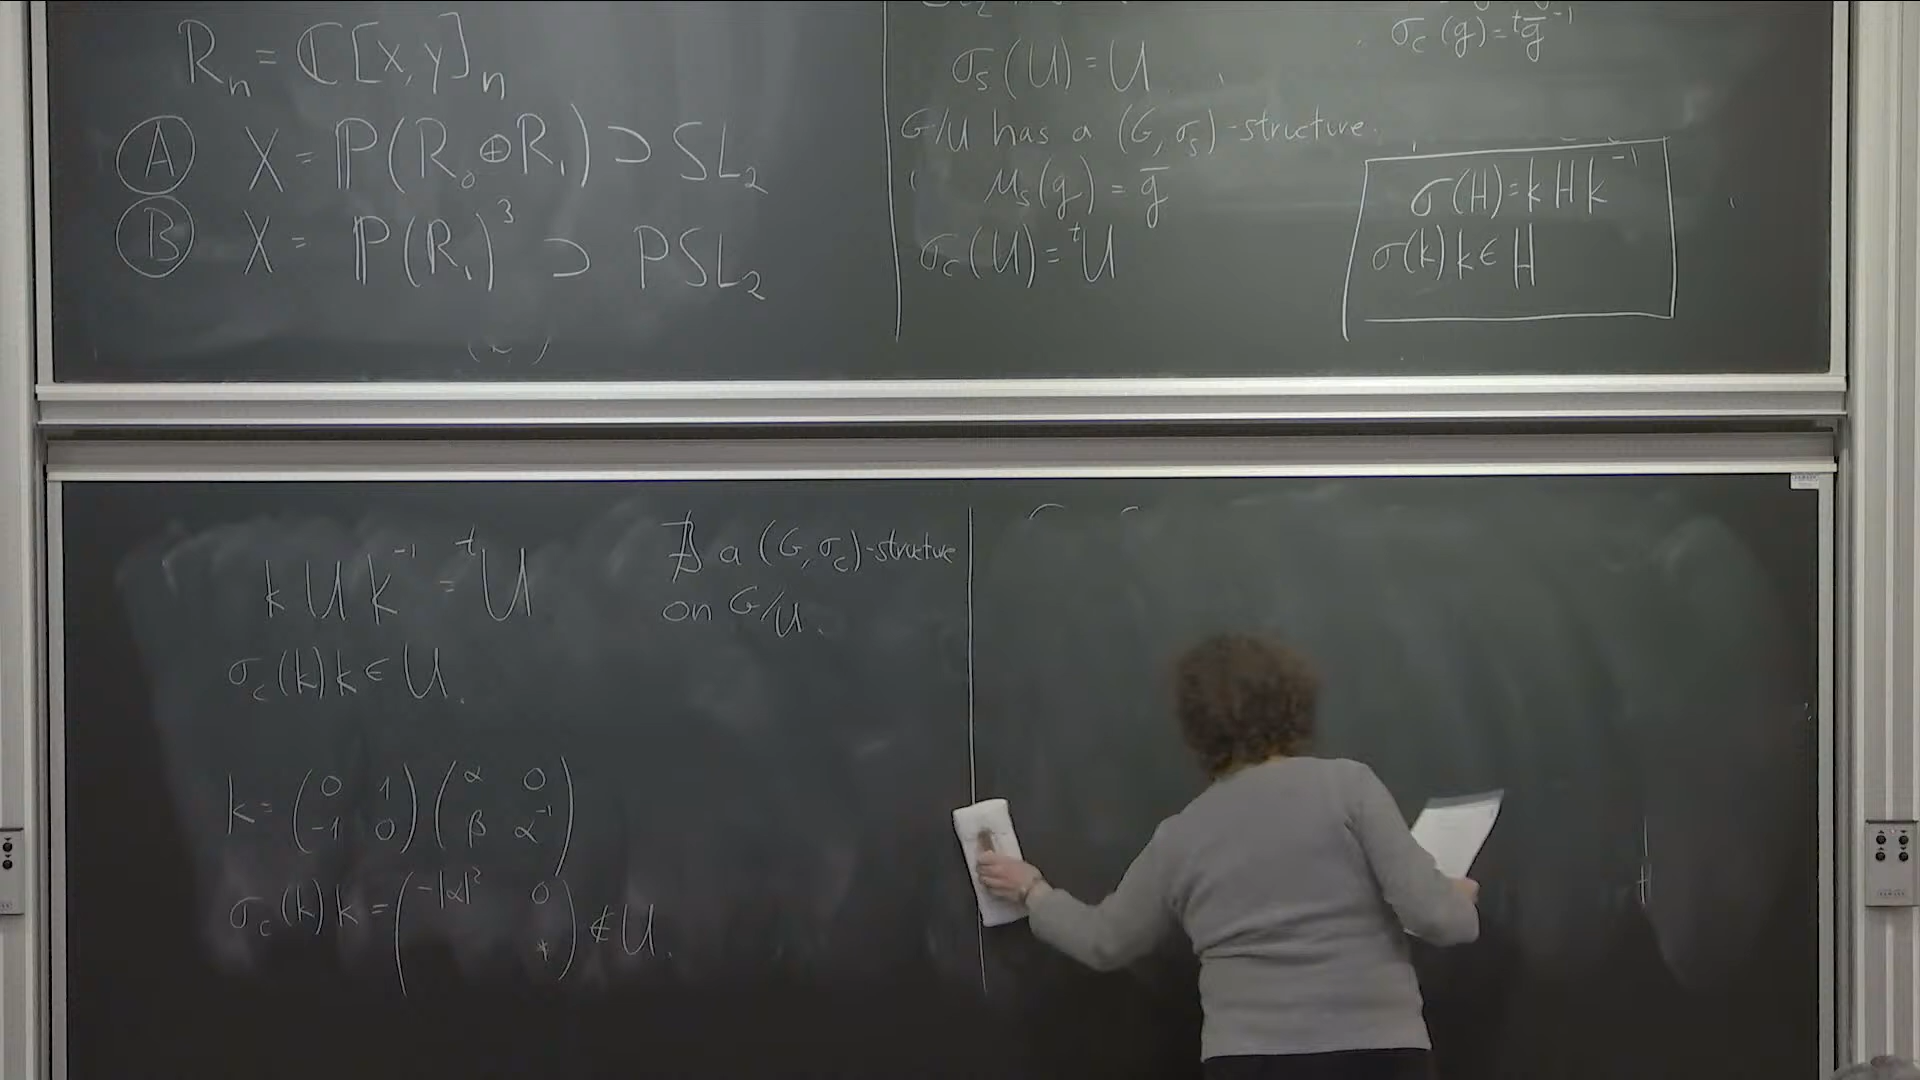 Rₙ = ℂ[x,y]ₙ
Ⓐ X = ℙ(R₀⊕R₁) ⊃ SL₂
Ⓑ X = ℙ(R₁)³ ⊃ PSL₂
σ_c(g) = ᵗḡ⁻¹
σ_s(U) = U
G/U has a (G, σ_s)-structure.
μ_s(g) = ḡ
σ_c(U) = ᵗU
σ(H) = k H k⁻¹
σ(k) k ∈ H
k U k⁻¹ = ᵗU
σ_c(k) k ∈ U.
k = (0 1; -1 0) (α 0; β α⁻¹)
σ_c(k) k = (-|α|² 0; *) ∉ U.
∄ a (G, σ_c)-structure
on G/U.